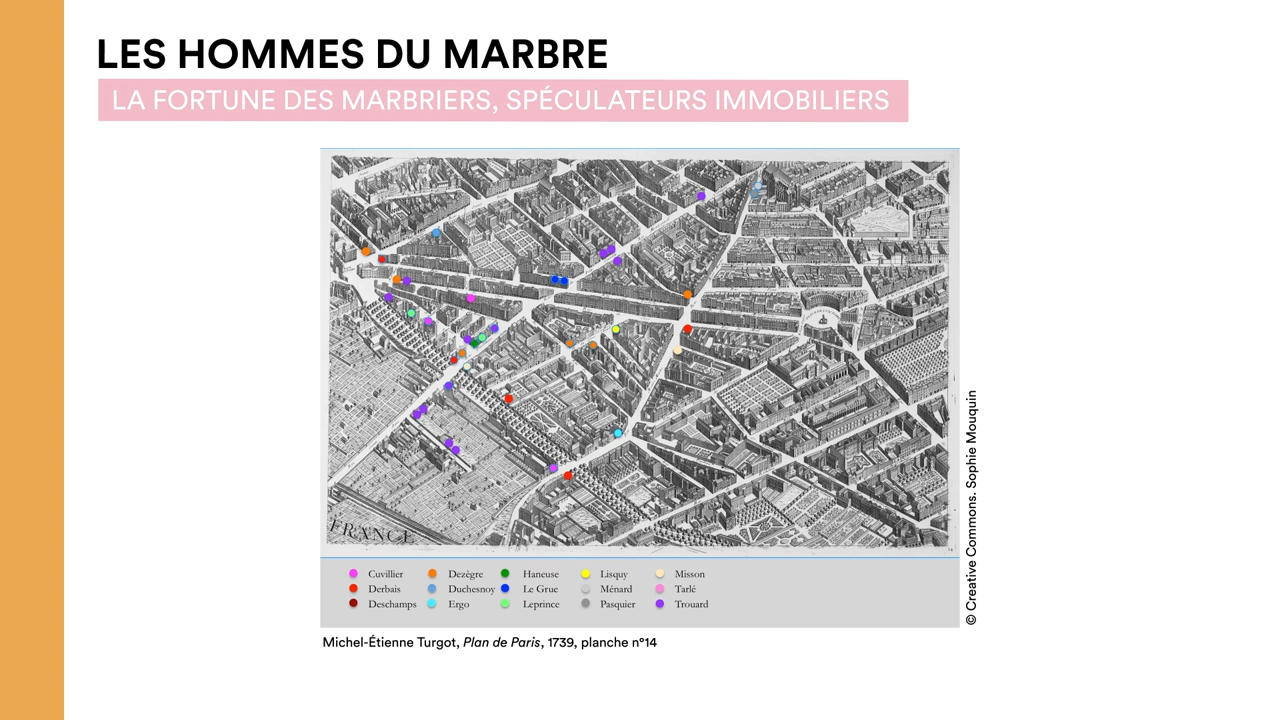 LES HOMMES DU MARBRE
LA FORTUNE DES MARBRIERS, SPÉCULATEURS IMMOBILIERS
FRANCE
Cuvillier
Derbais
Deschamps
Dezègre
Duchesnoy
Ergo
Haneuse
Le Grue
Leprince
Lisquy
Ménard
Pasquier
Misson
Tarlé
Trouard
Michel-Étienne Turgot, Plan de Paris, 1739, planche n°14
© Creative Commons. Sophie Mouquin